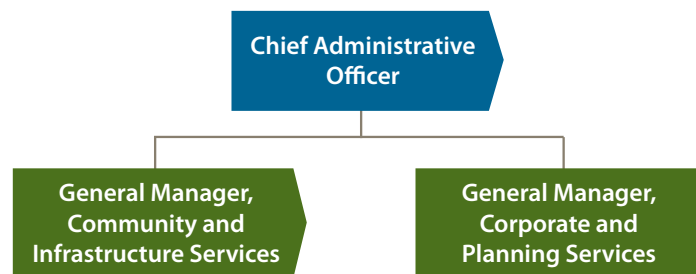 Chief Administrative
Officer
General Manager,
Community and
Infrastructure Services
General Manager,
Corporate and
Planning Services